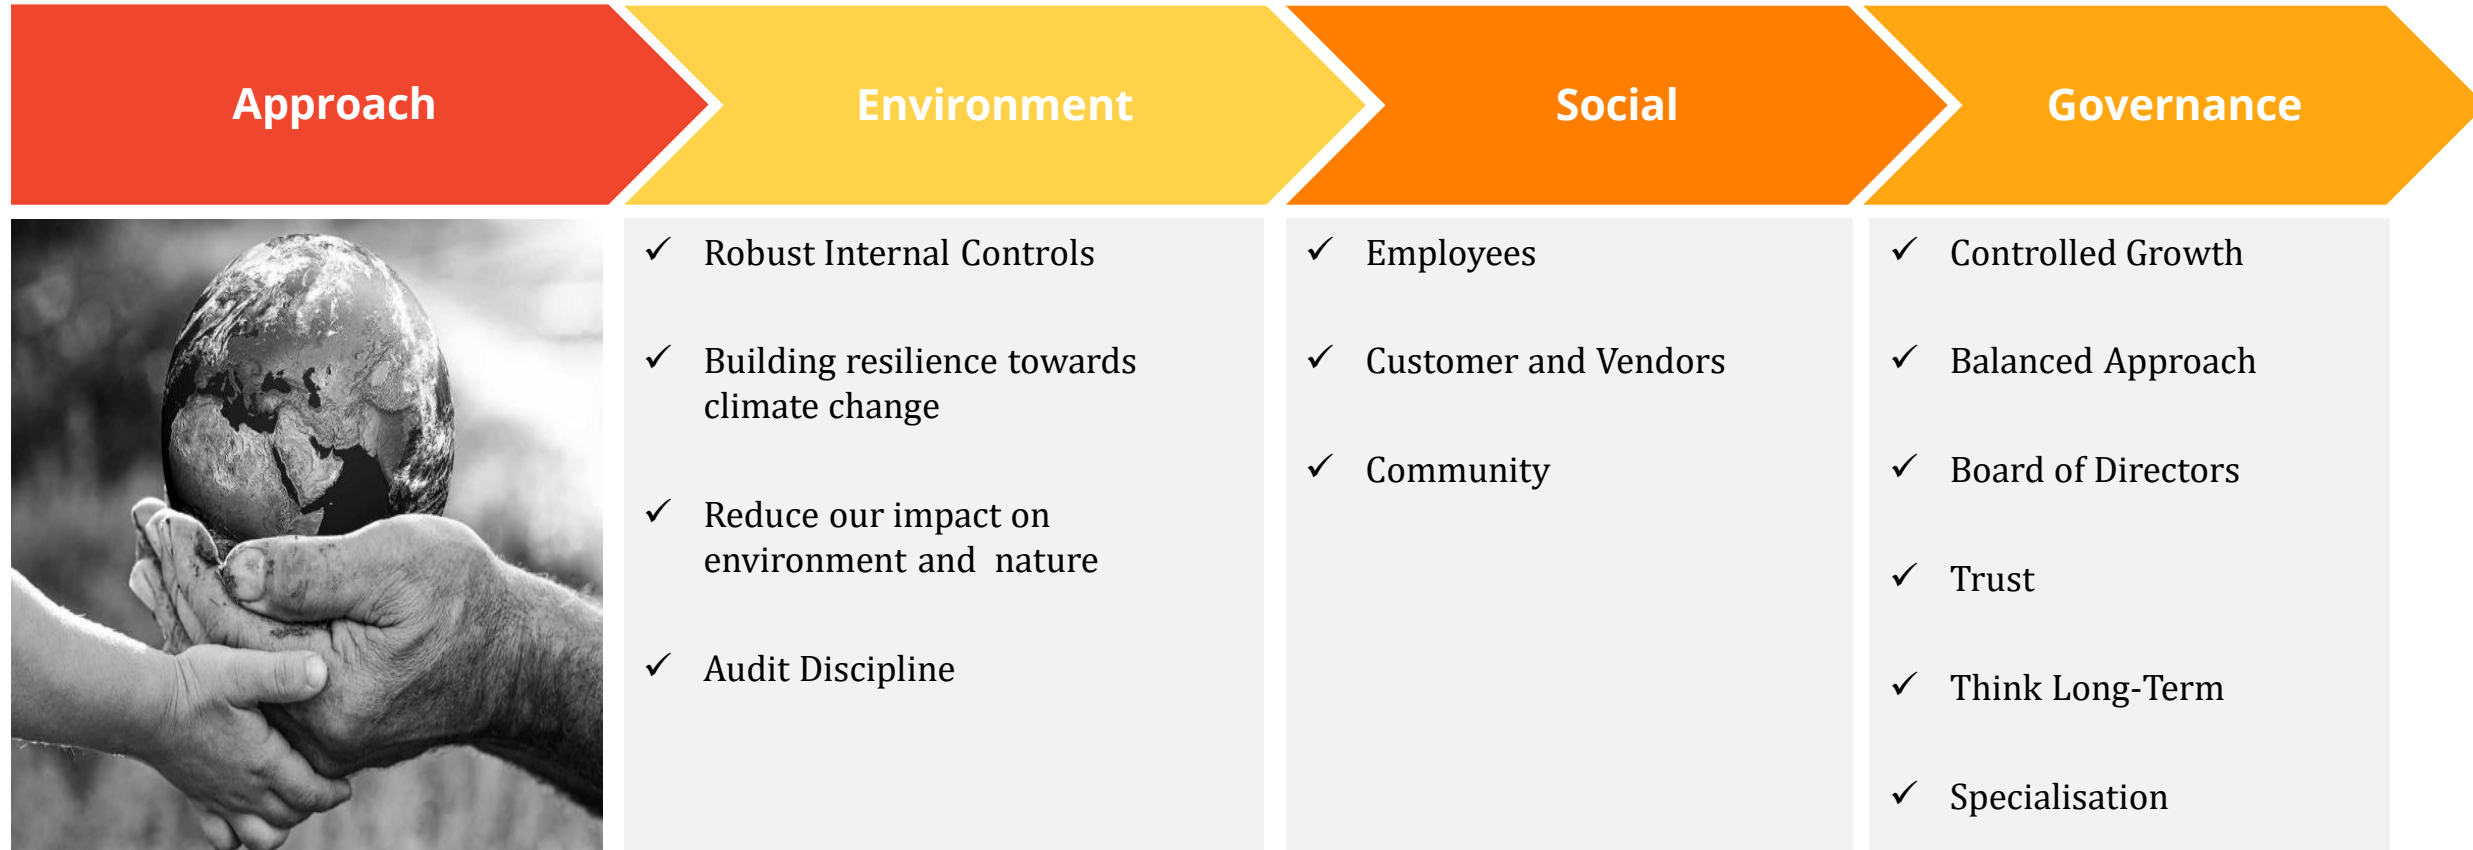 Approach
Environment
Social
Governance
✓ Robust Internal Controls
✓ Building resilience towards
climate change
✓ Reduce our impact on
environment and  nature
✓ Audit Discipline
✓ Employees
✓ Customer and Vendors
✓ Community
✓ Controlled Growth
✓ Balanced Approach
✓ Board of Directors
✓ Trust
✓ Think Long-Term
✓ Specialisation